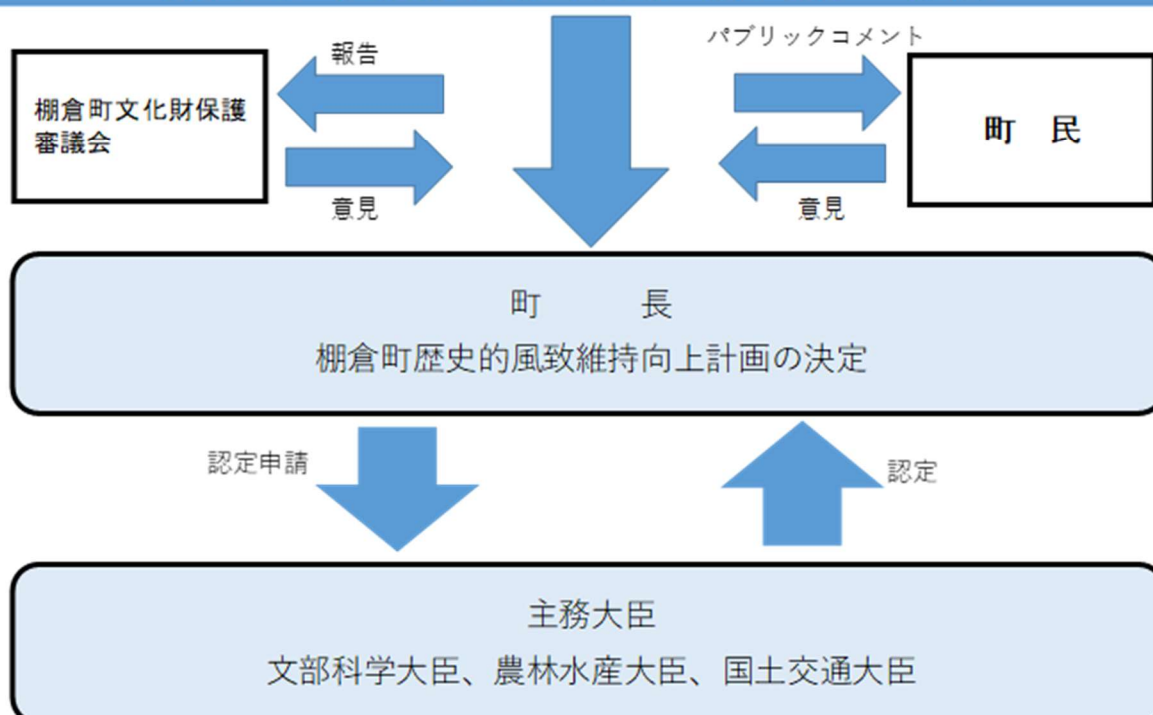 報告
パブリックコメント
棚倉町文化財保護
審議会
町　民
意見
意見
町　　　長
棚倉町歴史的風致維持向上計画の決定
認定申請
認定
主務大臣
文部科学大臣、農林水産大臣、国土交通大臣